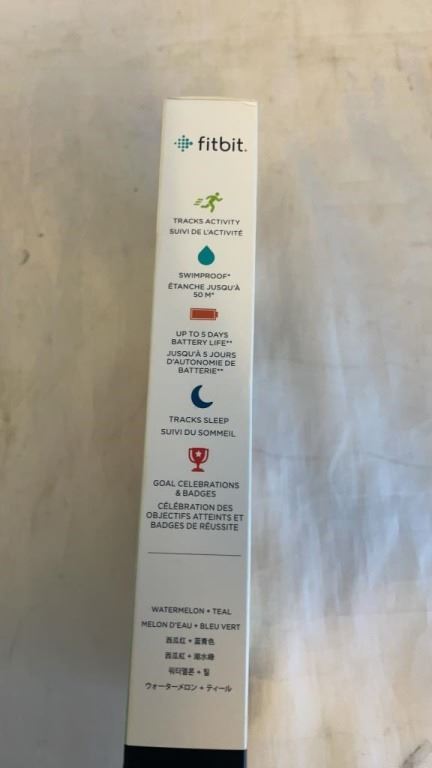 fitbit.
TRACKS ACTIVITY
SUIVI DE L'ACTIVITÉ
SWIMPROOF*
ÉTANCHE JUSQU'À
50 M*
UP TO 5 DAYS
BATTERY LIFE**
JUSQU'À 5 JOURS
D'AUTONOMIE DE
BATTERIE**
TRACKS SLEEP
SUIVI DU SOMMEIL
GOAL CELEBRATIONS
& BADGES
CÉLÉBRATION DES
OBJECTIFS ATTEINTS ET
BADGES DE RÉUSSITE
WATERMELON + TEAL
MELON D'EAU + BLEU VERT
西瓜红 + 蓝青色
西瓜紅 + 湖水綠
워터멜론 + 틸
ウォーターメロン + ティール